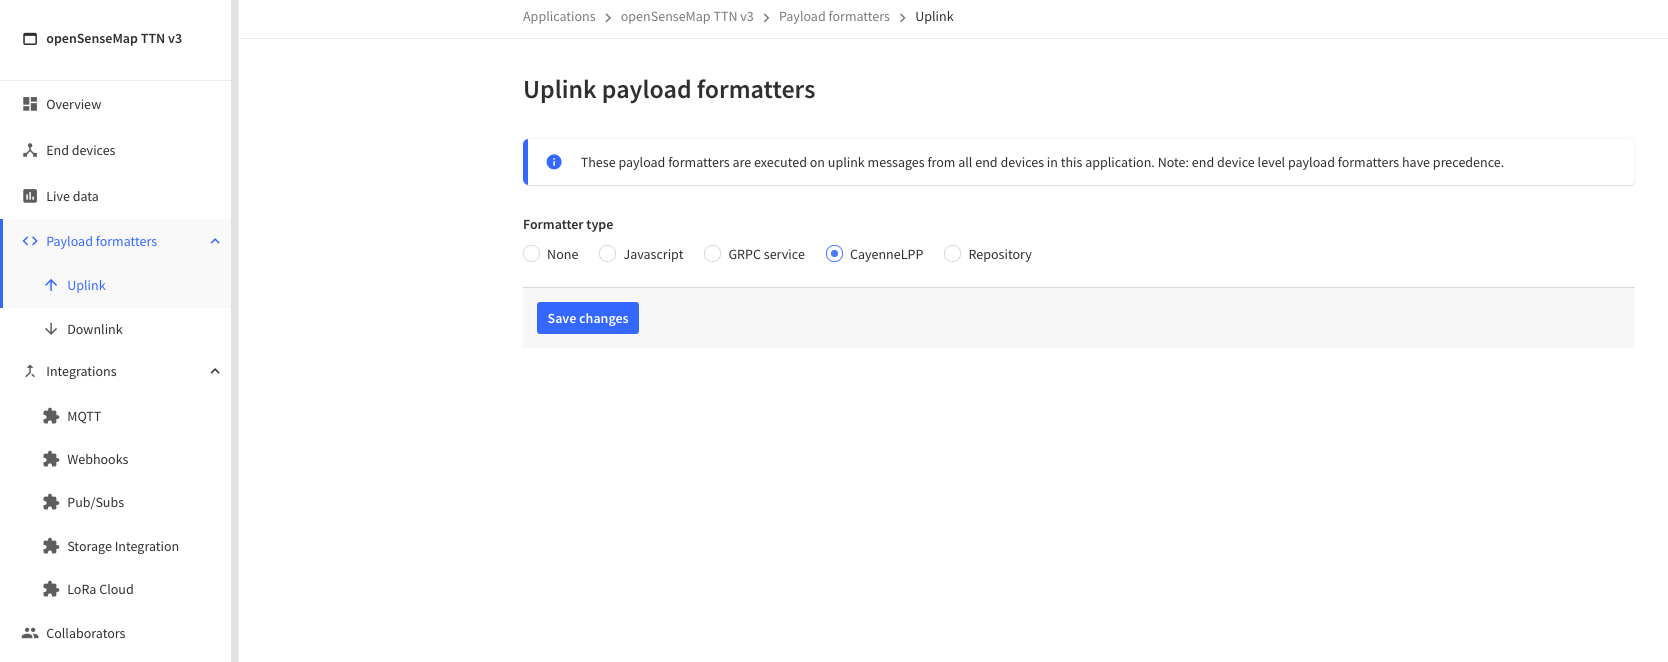 openSenseMap TTN v3
Overview
End devices
Live data
Payload formatters
Uplink
Downlink
Integrations
MQTT
Webhooks
Pub/Subs
Storage Integration
LoRa Cloud
Collaborators
Applications > openSenseMap TTN v3 > Payload formatters > Uplink
Uplink payload formatters
These payload formatters are executed on uplink messages from all end devices in this application. Note: end device level payload formatters have precedence.
Formatter type
None Javascript GRPC service CayenneLPP Repository
Save changes